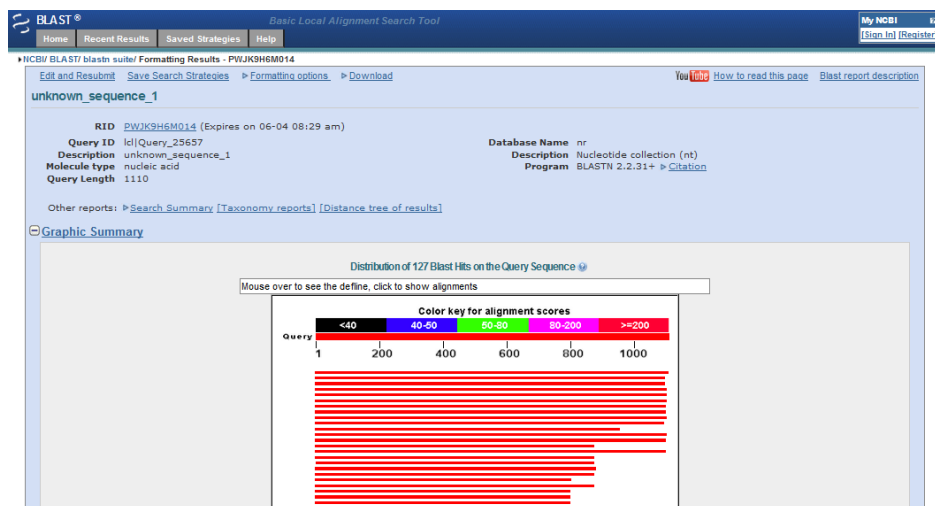 BLAST ® Basic Local Alignment Search Tool My NCBI
Home Recent Results Saved Strategies Help [Sign In] [Register
NCBI/ BLAST/ blastn suite/ Formatting Results - PWJK9H6M014
Edit and Resubmit Save Search Strategies Formatting options Download You Tube How to read this page Blast report description
unknown_sequence_1
RID PWJK9H6M014 (Expires on 06-04 08:29 am)
Query ID lcl|Query_25657 Database Name nr
Description unknown_sequence_1 Description Nucleotide collection (nt)
Molecule type nucleic acid Program BLASTN 2.2.31+ Citation
Query Length 1110
Other reports: Search Summary [Taxonomy reports] [Distance tree of results]
Graphic Summary
Distribution of 127 Blast Hits on the Query Sequence
Mouse over to see the define, click to show alignments
Color key for alignment scores
<40 40-50 50-80 80-200 >=200
Query
1 200 400 600 800 1000